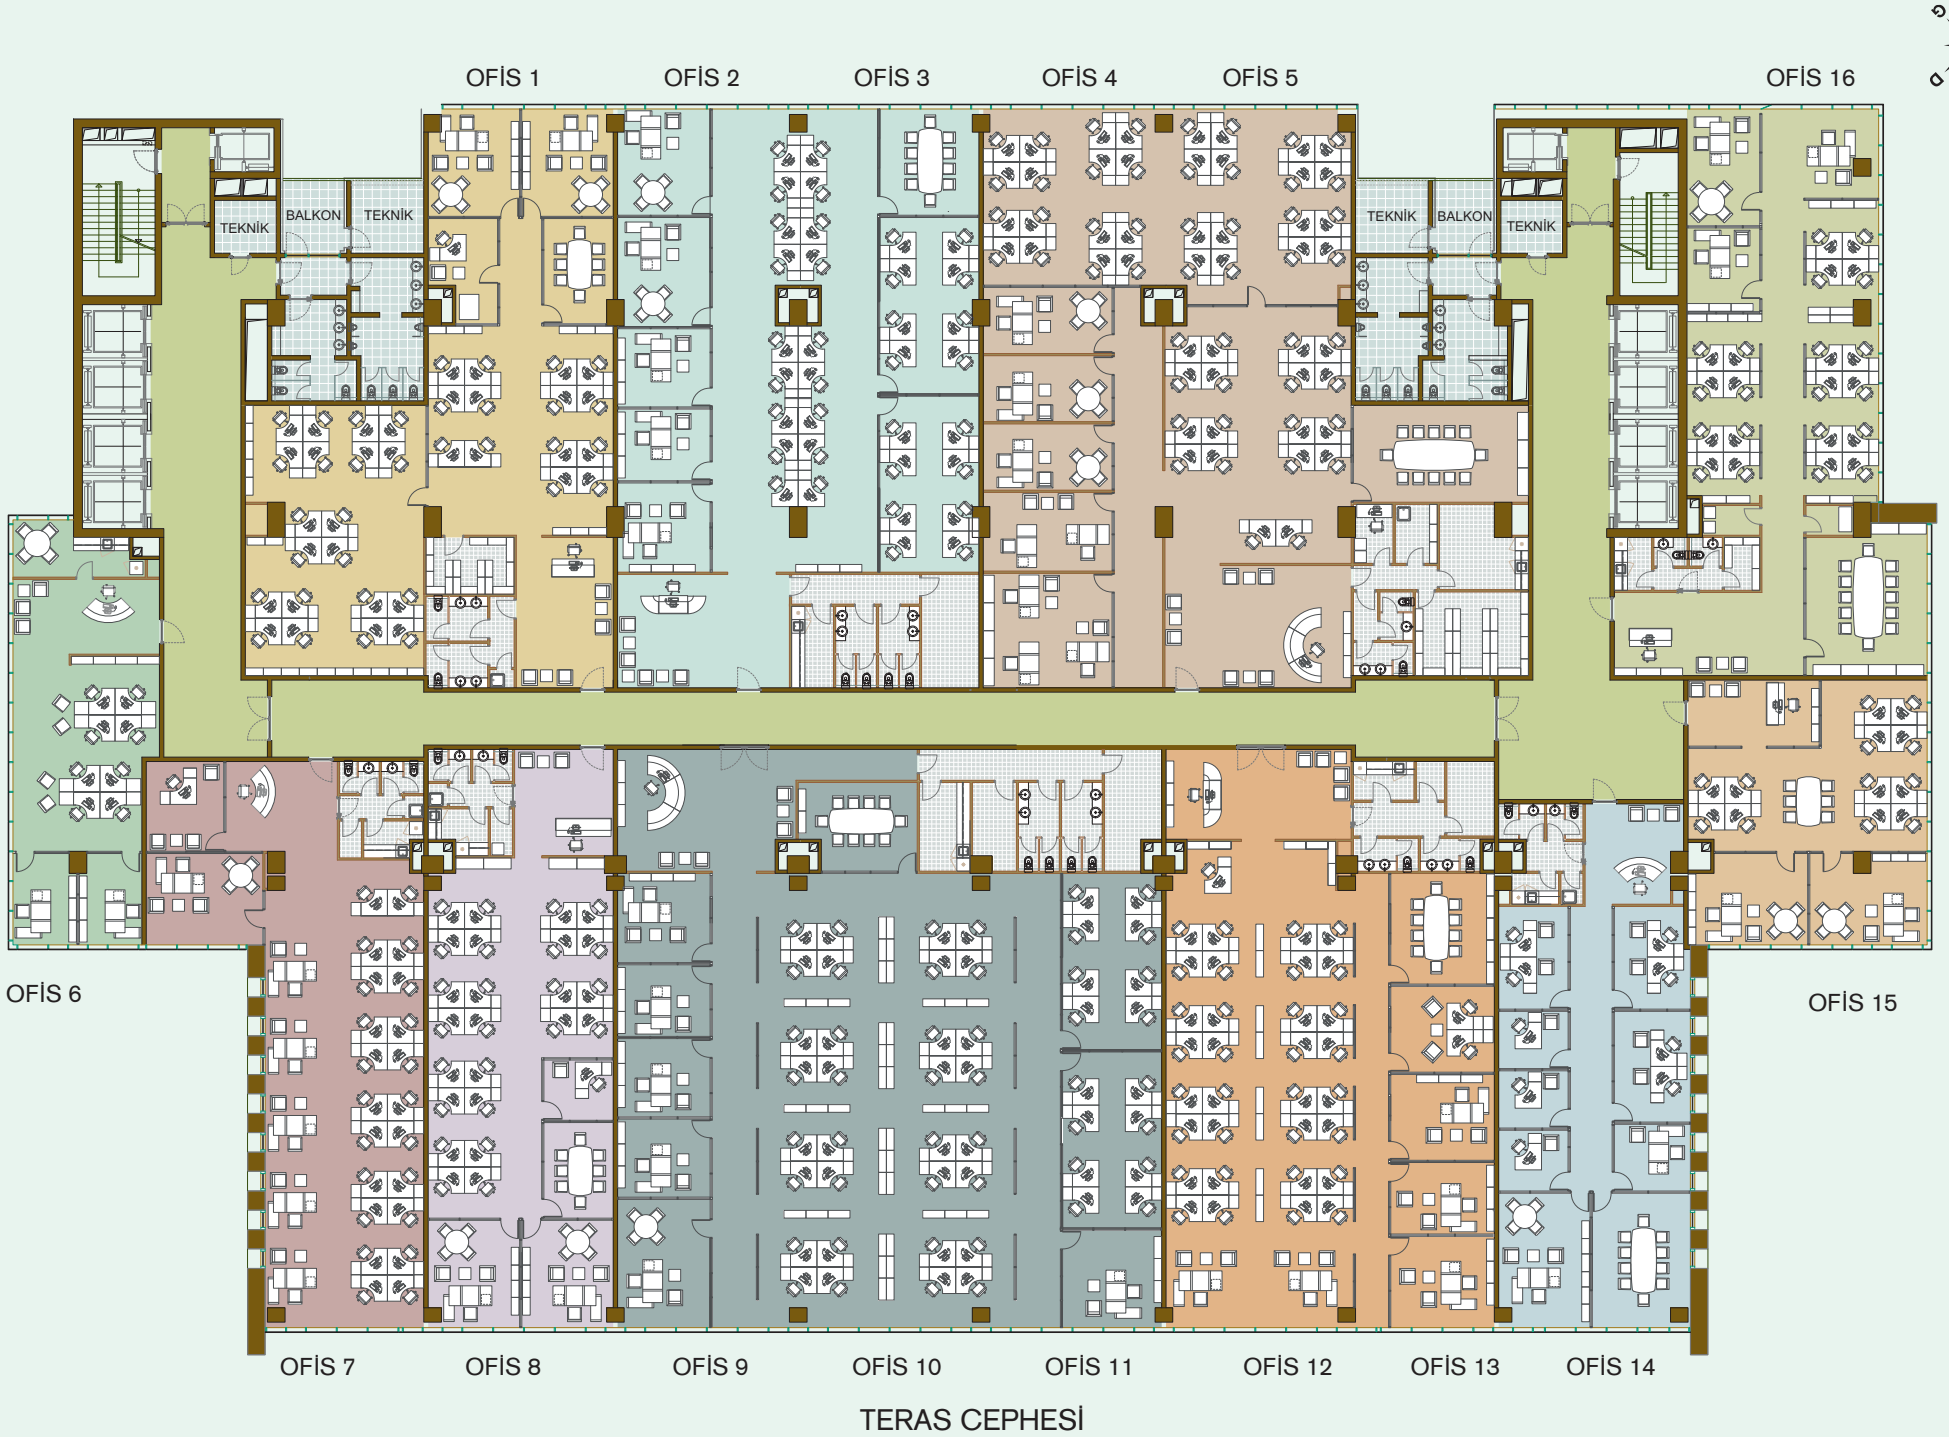 G
D
OFİS 1
OFİS 2
OFİS 3
OFİS 4
OFİS 5
OFİS 16
TEKNİK
BALKON
TEKNİK
TEKNİK
BALKON
TEKNİK
OFİS 6
OFİS 15
OFİS 7
OFİS 8
OFİS 9
OFİS 10
OFİS 11
OFİS 12
OFİS 13
OFİS 14
TERAS CEPHESİ